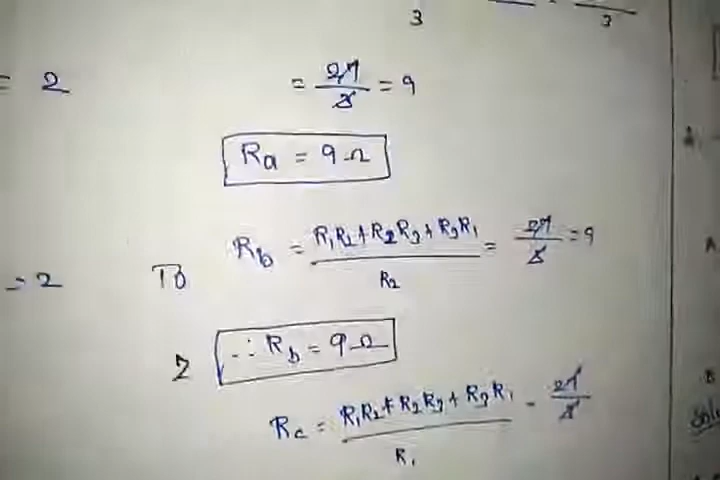 3
3
= 2
= 27/3 = 9
Ra = 9Ω
Rb = R1R2+R2R3+R3R1/R2 = 27/3 = 9
= 2
To
∴ Rb = 9Ω
2
Rc = R1R2+R2R3+R3R1/R1 = 27/3
A
B